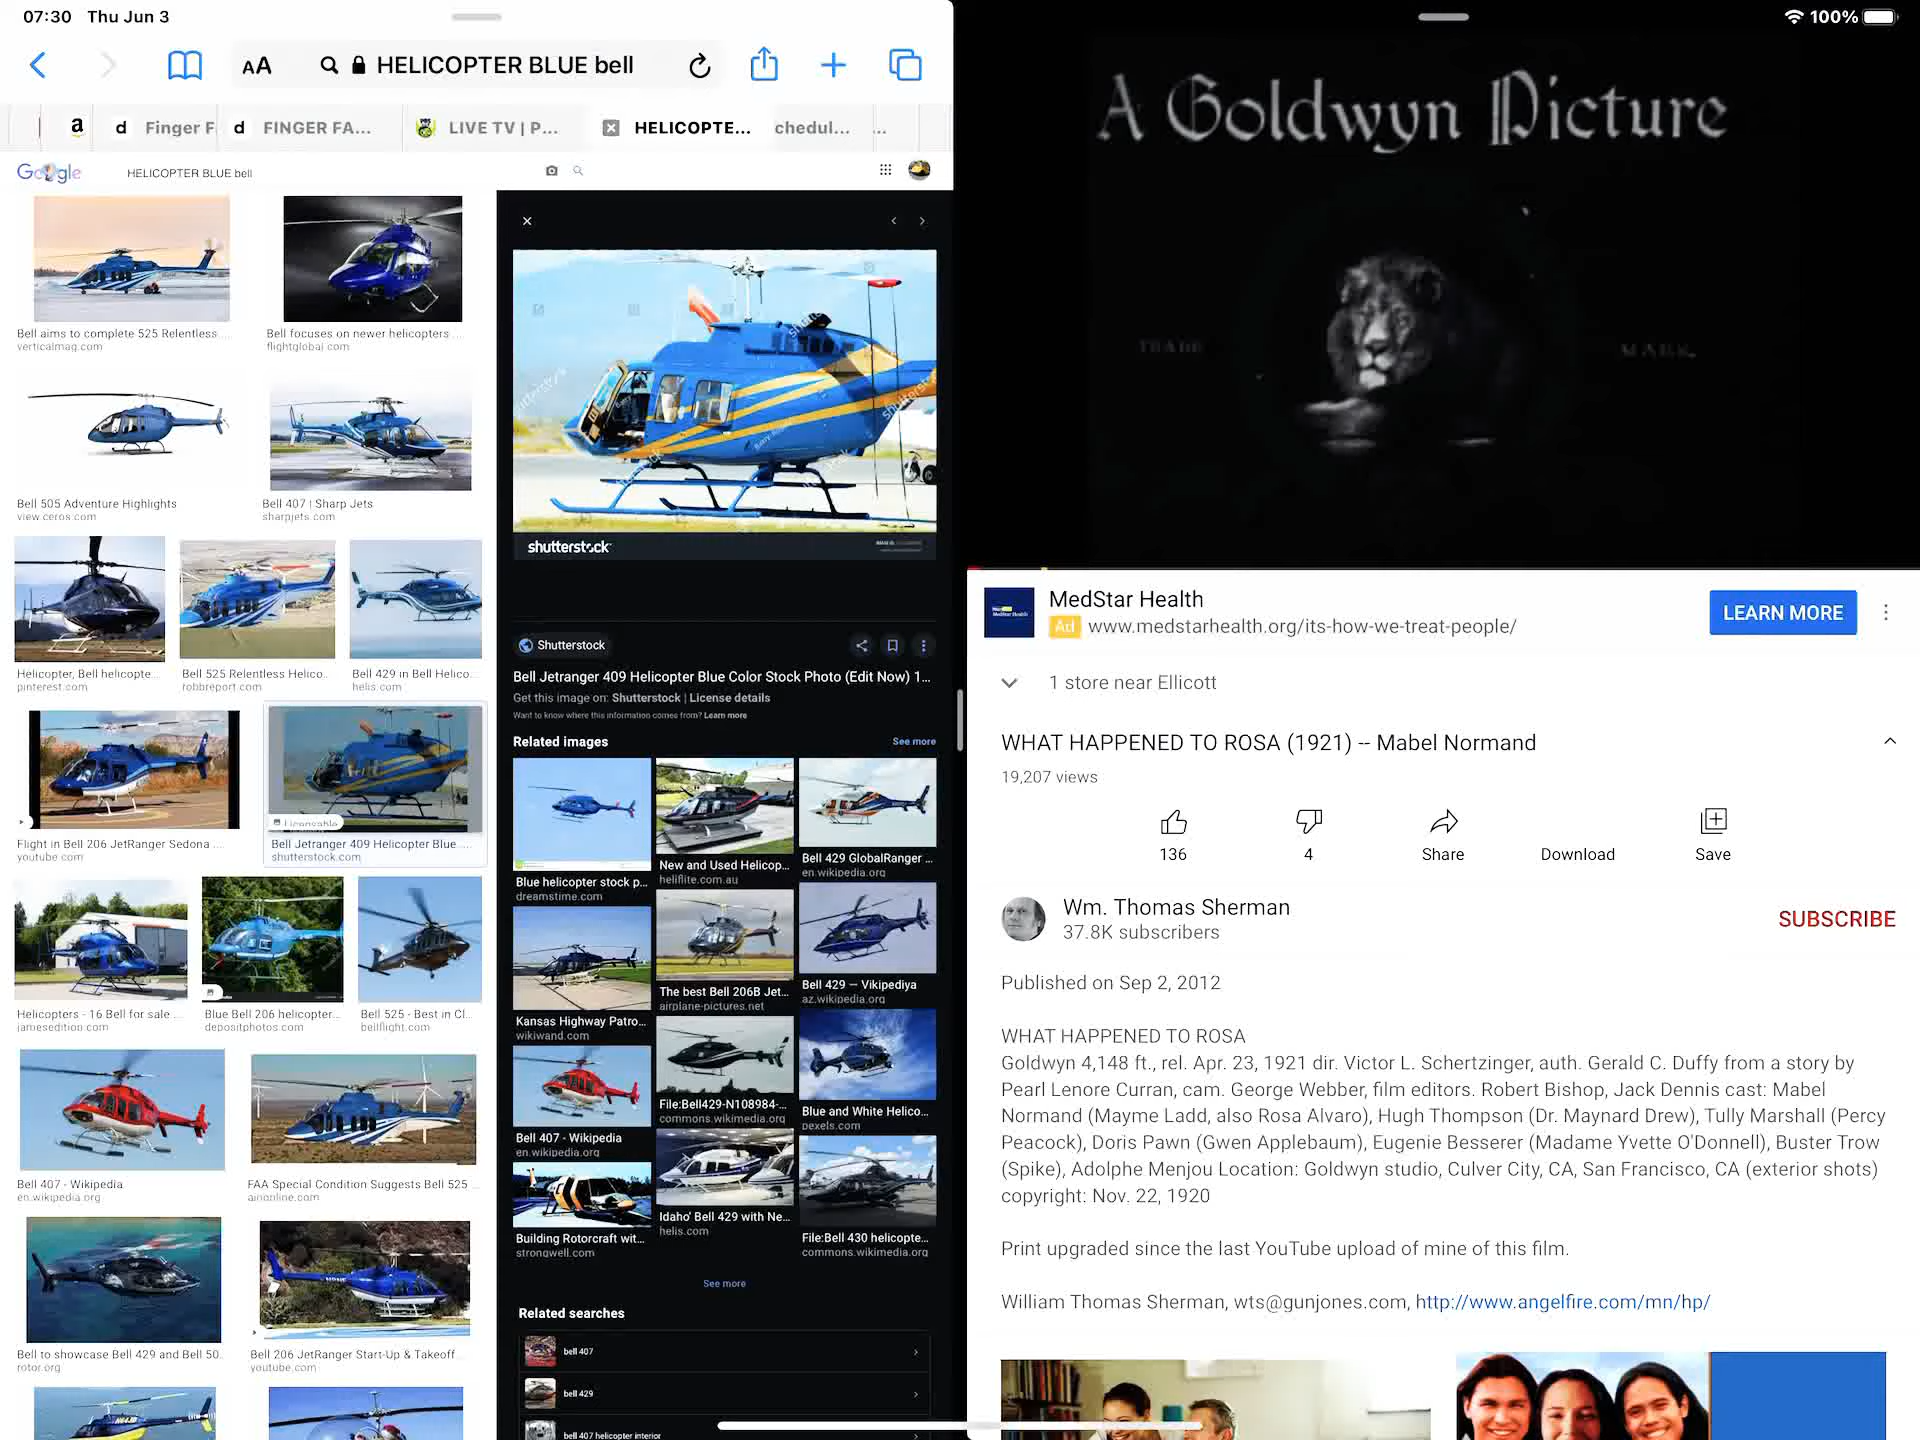 07:30 Thu Jun 3
100%
AA HELICOPTER BLUE bell
a
d Finger F
d FINGER FA...
LIVE TV | P...
HELICOPTE...
chedul...
...
Google
HELICOPTER BLUE bell
Bell aims to complete 525 Relentless ...
verticalmag.com
Bell focuses on newer helicopters ...
flightglobal.com
Bell 505 Adventure Highlights
view.ceros.com
Bell 407 | Sharp Jets
sharpjets.com
Helicopter, Bell helicopte...
pinterest.com
Bell 525 Relentless Helico...
robbreport.com
Bell 429 in Bell Helico...
helis.com
Flight in Bell 206 JetRanger Sedona ...
youtube.com
Licensable
Bell Jetranger 409 Helicopter Blue ...
shutterstock.com
Helicopters - 16 Bell for sale ...
jamesedition.com
Blue Bell 206 helicopter...
depositphotos.com
Bell 525 - Best in Cl...
bellflight.com
Bell 407 - Wikipedia
en.wikipedia.org
FAA Special Condition Suggests Bell 525 ...
ainonline.com
Bell to showcase Bell 429 and Bell 50...
rotor.org
Bell 206 JetRanger Start-Up & Takeoff ...
youtube.com
shutterstock
Shutterstock
Bell Jetranger 409 Helicopter Blue Color Stock Photo (Edit Now) 1...
Get this image on: Shutterstock | License details
Want to know where this information comes from? Learn more
Related images
See more
Blue helicopter stock p...
dreamstime.com
New and Used Helicop...
heliflite.com.au
Bell 429 GlobalRanger ...
en.wikipedia.org
Kansas Highway Patro...
wikiwand.com
The best Bell 206B Jet...
airplane-pictures.net
Bell 429 — Vikipediya
az.wikipedia.org
Bell 407 - Wikipedia
en.wikipedia.org
File:Bell429-N108984-...
commons.wikimedia.org
Blue and White Helico...
pexels.com
Building Rotorcraft wit...
strongwell.com
Idaho' Bell 429 with Ne...
helis.com
File:Bell 430 helicopte...
commons.wikimedia.org
See more
Related searches
bell 407
bell 429
bell 407 helicopter interior
A Goldwyn Picture
TRADE MARK
MedStar Health
Ad www.medstarhealth.org/its-how-we-treat-people/
LEARN MORE
1 store near Ellicott
WHAT HAPPENED TO ROSA (1921) -- Mabel Normand
19,207 views
136
4
Share
Download
Save
Wm. Thomas Sherman
37.8K subscribers
SUBSCRIBE
Published on Sep 2, 2012
WHAT HAPPENED TO ROSA
Goldwyn 4,148 ft., rel. Apr. 23, 1921 dir. Victor L. Schertzinger, auth. Gerald C. Duffy from a story by
Pearl Lenore Curran, cam. George Webber, film editors. Robert Bishop, Jack Dennis cast: Mabel
Normand (Mayme Ladd, also Rosa Alvaro), Hugh Thompson (Dr. Maynard Drew), Tully Marshall (Percy
Peacock), Doris Pawn (Gwen Applebaum), Eugenie Besserer (Madame Yvette O'Donnell), Buster Trow
(Spike), Adolphe Menjou Location: Goldwyn studio, Culver City, CA, San Francisco, CA (exterior shots)
copyright: Nov. 22, 1920
Print upgraded since the last YouTube upload of mine of this film.
William Thomas Sherman, wts@gunjones.com, http://www.angelfire.com/mn/hp/